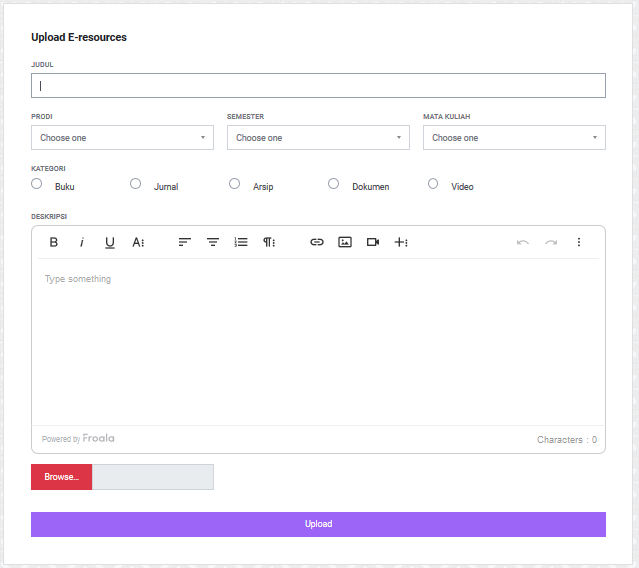 Upload E-resources
JUDUL
PRODI SEMESTER MATA KULIAH
Choose one Choose one Choose one
KATEGORI
Buku Jurnal Arsip Dokumen Video
DESKRIPSI
B i U A
Type something
Powered by Froala Characters : 0
Browse...
Upload